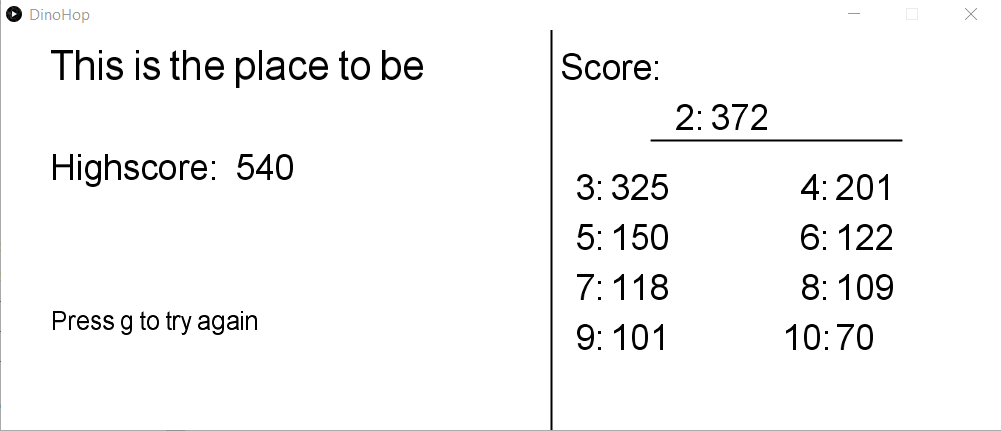 DinoHop
This is the place to be
Highscore: 540
Press g to try again
Score:
2: 372
3: 325 4: 201
5: 150 6: 122
7: 118 8: 109
9: 101 10: 70